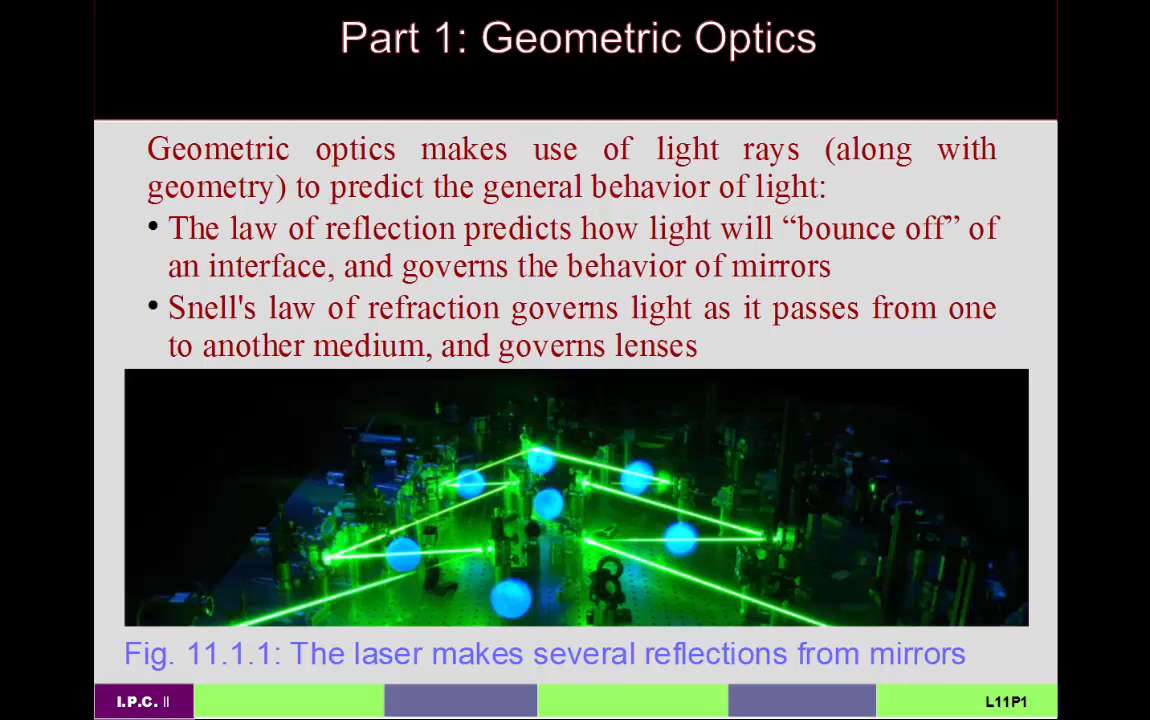 Part 1: Geometric Optics
Geometric optics makes use of light rays (along with
geometry) to predict the general behavior of light:
• The law of reflection predicts how light will “bounce off” of
an interface, and governs the behavior of mirrors
• Snell's law of refraction governs light as it passes from one
to another medium, and governs lenses
Fig. 11.1.1: The laser makes several reflections from mirrors
I.P.C. II
L11P1